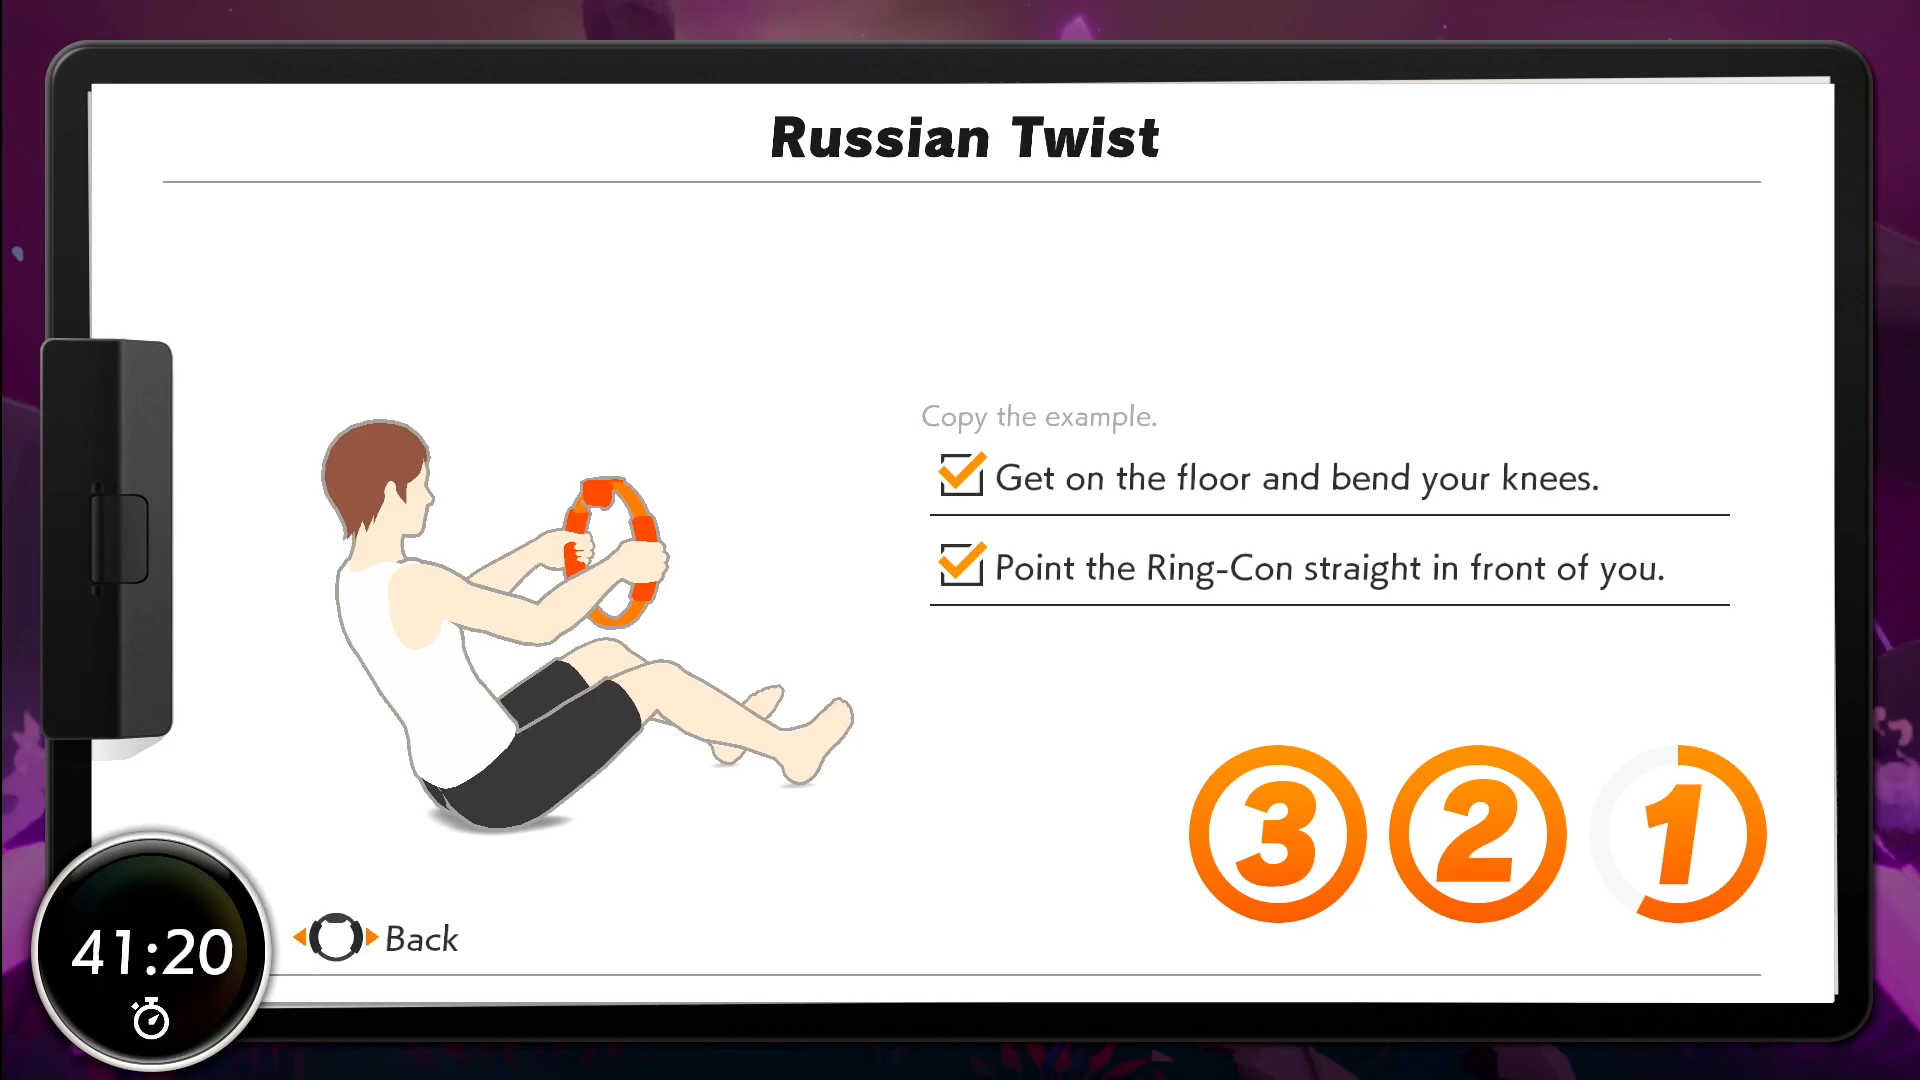 Russian Twist
Copy the example.
Get on the floor and bend your knees.
Point the Ring-Con straight in front of you.
3 2 1
41:20
Back